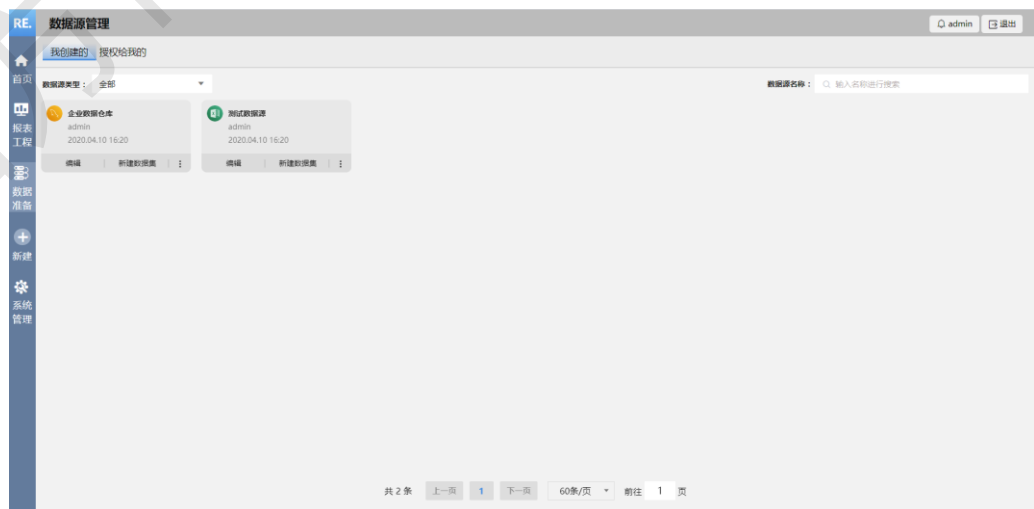 RE. 数据源管理 admin 退出
我创建的 授权给我的
首页
数据源类型： 全部 数据源名称： 输入名称进行搜索
报表
工程
企业数据仓库
admin
2020.04.10 16:20
编辑 新建数据集
测试数据源
admin
2020.04.10 16:20
编辑 新建数据集
数据
准备
新建
系统
管理
共 2 条 上一页 1 下一页 60条/页 前往 1 页